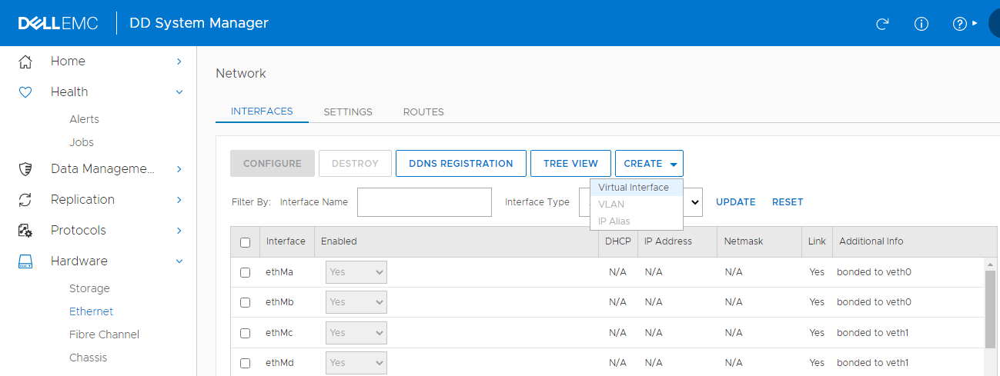 DELLEMC DD System Manager
Home
Health
Alerts
Jobs
Data Manageme...
Replication
Protocols
Hardware
Storage
Ethernet
Fibre Channel
Chassis
Network
INTERFACES SETTINGS ROUTES
CONFIGURE DESTROY DDNS REGISTRATION TREE VIEW CREATE
Virtual Interface
VLAN
IP Alias
Filter By: Interface Name Interface Type UPDATE RESET
Interface Enabled DHCP IP Address Netmask Link Additional Info
ethMa Yes N/A N/A N/A Yes bonded to veth0
ethMb Yes N/A N/A N/A Yes bonded to veth0
ethMc Yes N/A N/A N/A Yes bonded to veth1
ethMd Yes N/A N/A N/A Yes bonded to veth1